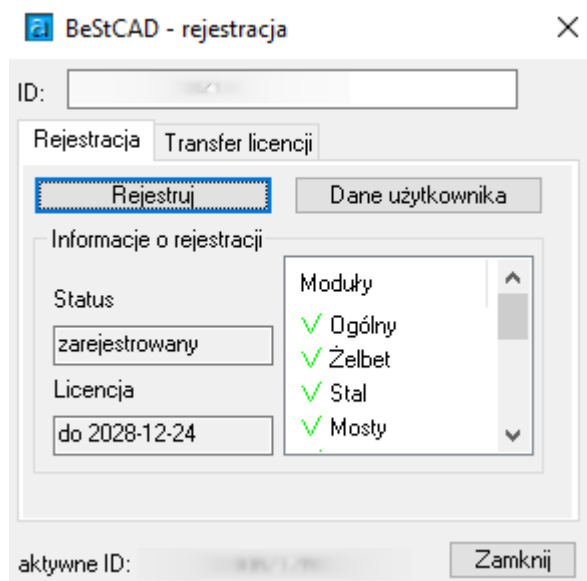 BeStCAD - rejestracja
ID:
Rejestracja Transfer licencji
Rejestruj Dane użytkownika
Informacje o rejestracji
Moduły
Status
Ogólny
zarejestrowany
Żelbet
Licencja
Stal
do 2028-12-24
Mosty
aktywne ID:
Zamknij